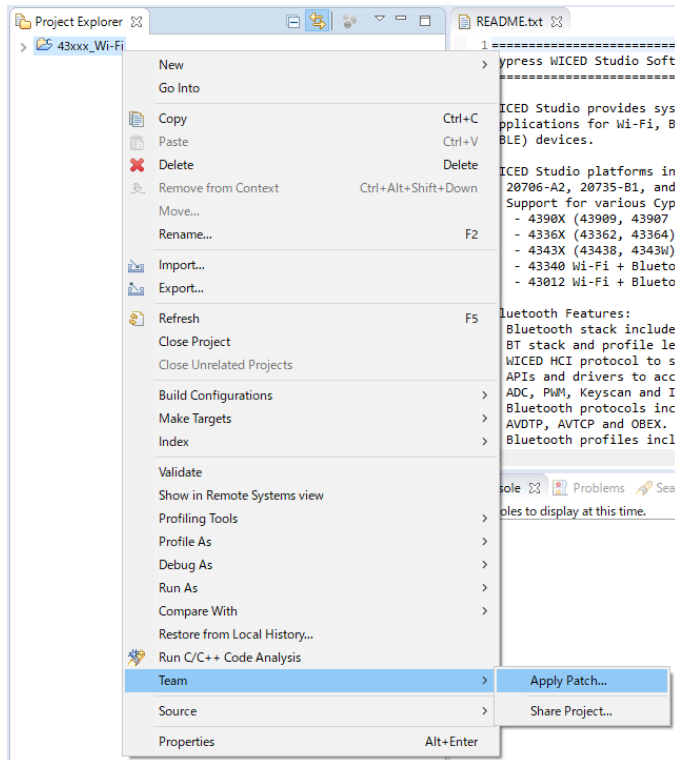 Project Explorer
README.txt
43xxx_Wi-Fi
1 ==========================
ypress WICED Studio Soft
==========================
New
Go Into
Copy Ctrl+C
Paste Ctrl+V
Delete Delete
Remove from Context Ctrl+Alt+Shift+Down
Move...
Rename... F2
Import...
Export...
Refresh F5
Close Project
Close Unrelated Projects
Build Configurations
Make Targets
Index
Validate
Show in Remote Systems view
Profiling Tools
Profile As
Debug As
Run As
Compare With
Restore from Local History...
Run C/C++ Code Analysis
Team
Source
Properties Alt+Enter
Apply Patch...
Share Project...
ICED Studio provides sys
pplications for Wi-Fi, B
BLE) devices.
ICED Studio platforms in
20706-A2, 20735-B1, and
Support for various Cyp
- 4390X (43909, 43907
- 4336X (43362, 43364)
- 4343X (43438, 4343W)
- 43340 Wi-Fi + Blueto
- 43012 Wi-Fi + Blueto
luetooth Features:
Bluetooth stack include
BT stack and profile le
WICED HCI protocol to s
APIs and drivers to acc
ADC, PWM, Keyscan and I
Bluetooth protocols inc
AVDTP, AVTCP and OBEX.
Bluetooth profiles incl
sole Problems Sea
oles to display at this time.